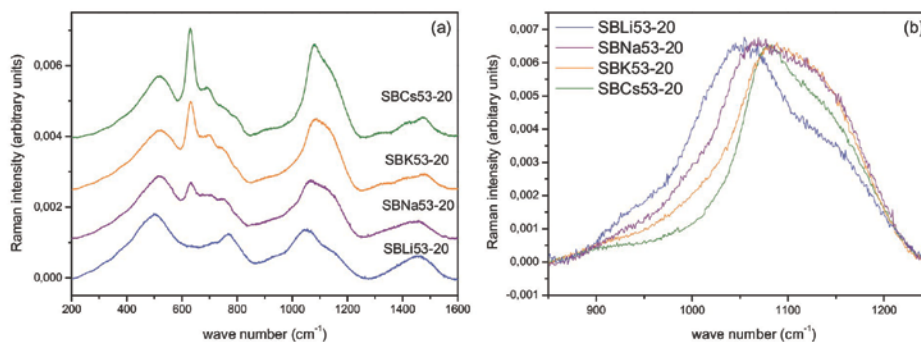 (a)
0,006
0,004
0,002
0,000
Raman intensity (arbitrary units)
SBCs53-20
SBK53-20
SBNa53-20
SBLi53-20
200 400 600 800 1000 1200 1400 1600
wave number (cm⁻¹)
(b)
0,007
0,006
0,005
0,004
0,003
0,002
0,001
0,000
-0,001
Raman intensity (arbitary units)
SBLi53-20
SBNa53-20
SBK53-20
SBCs53-20
900 1000 1100 1200
wave number (cm⁻¹)